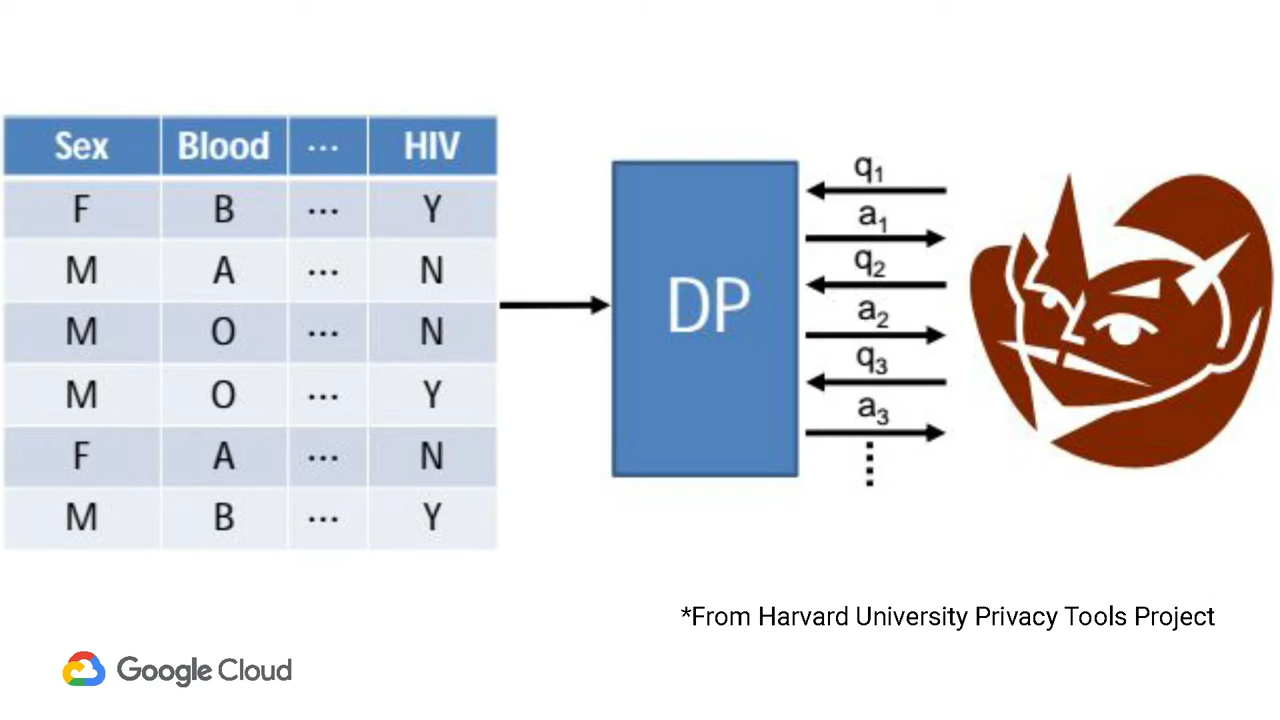 Sex Blood ... HIV
F B ... Y
M A ... N
M O ... N
M O ... Y
F A ... N
M B ... Y
DP
q1
a1
q2
a2
q3
a3
*From Harvard University Privacy Tools Project
Google Cloud